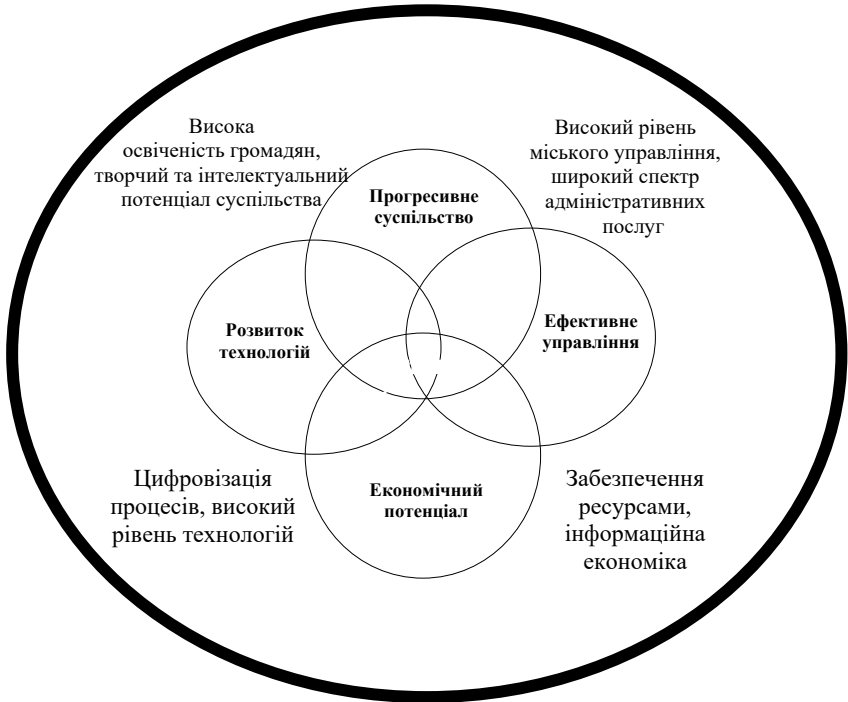 Висока
освіченість громадян,
творчий та інтелектуальний
потенціал суспільства
Високий рівень
міського управління,
широкий спектр
адміністративних
послуг
Прогресивне
суспільство
Розвиток
технологій
Ефективне
управління
Економічний
потенціал
Цифровізація
процесів, високий
рівень технологій
Забезпечення
ресурсами,
інформаційна
економіка